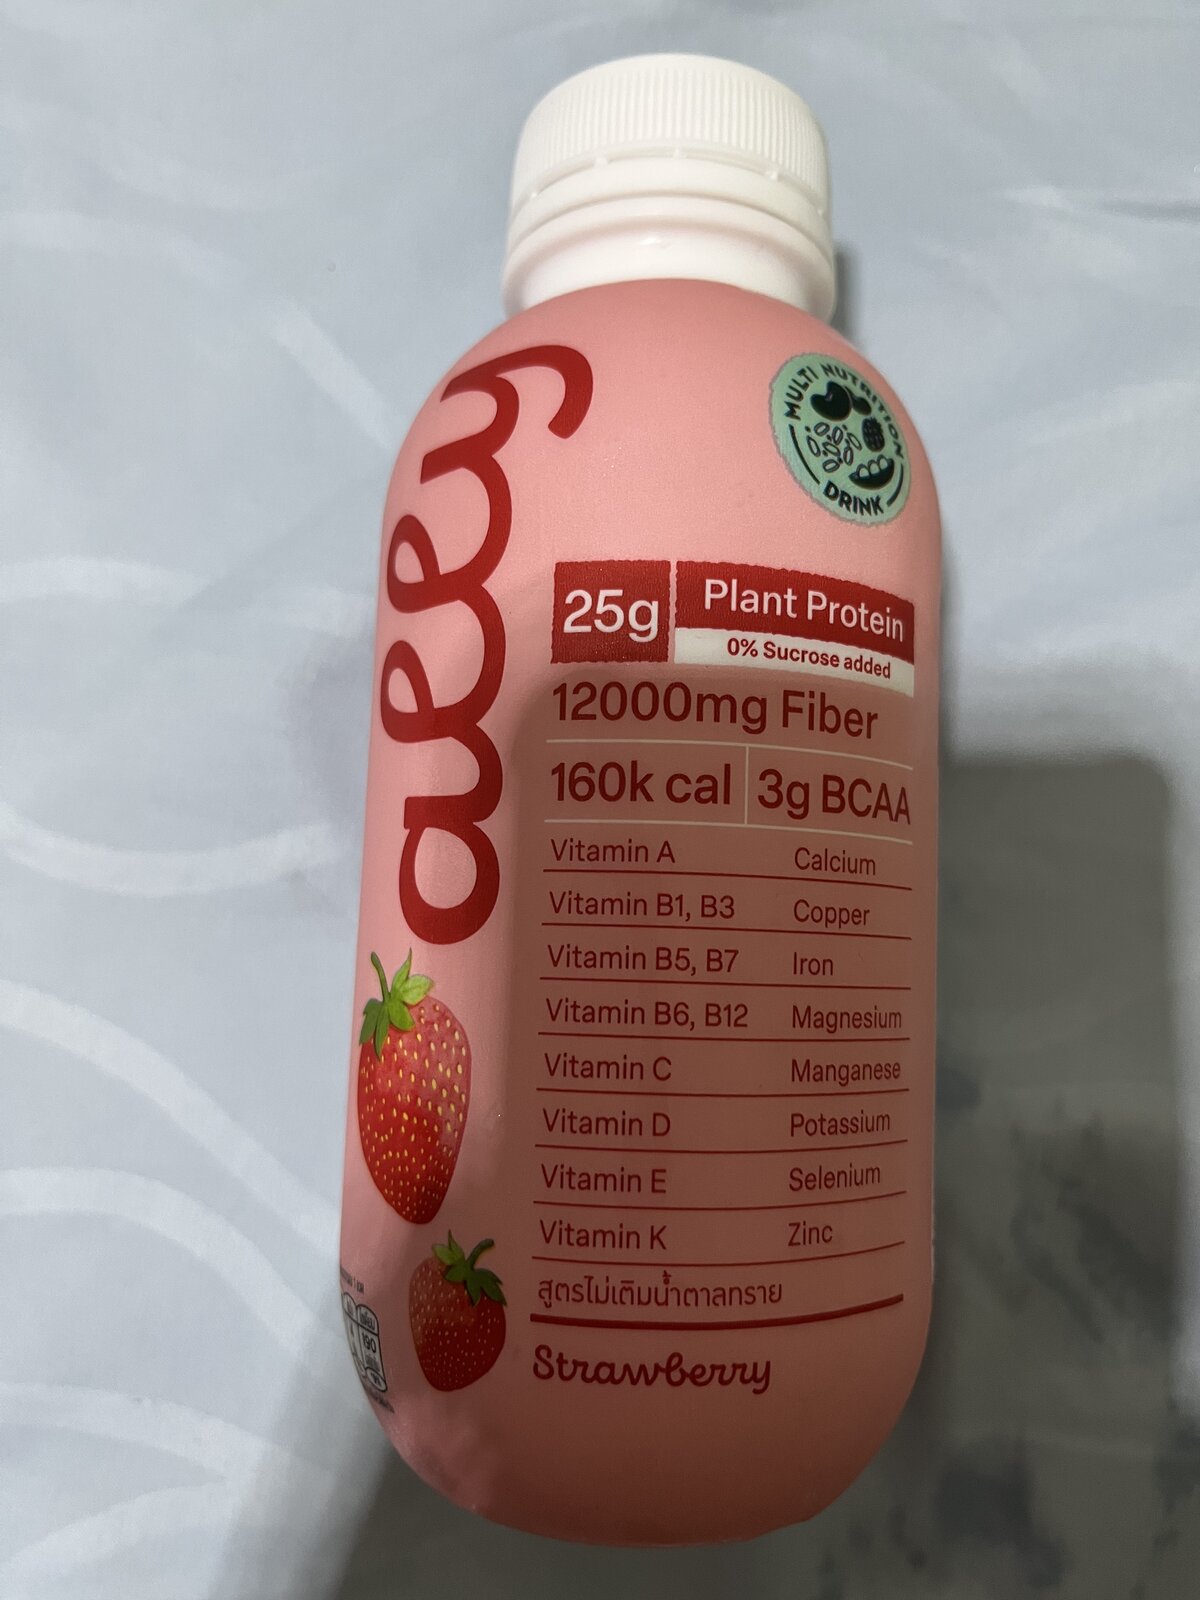 alley
MULTI NUTRITION
DRINK
25g
Plant Protein
0% Sucrose added
12000mg Fiber
160k cal
3g BCAA
Vitamin A
Calcium
Vitamin B1, B3
Copper
Vitamin B5, B7
Iron
Vitamin B6, B12
Magnesium
Vitamin C
Manganese
Vitamin D
Potassium
Vitamin E
Selenium
Vitamin K
Zinc
สูตรไม่เติมน้ำตาลทราย
Strawberry
190